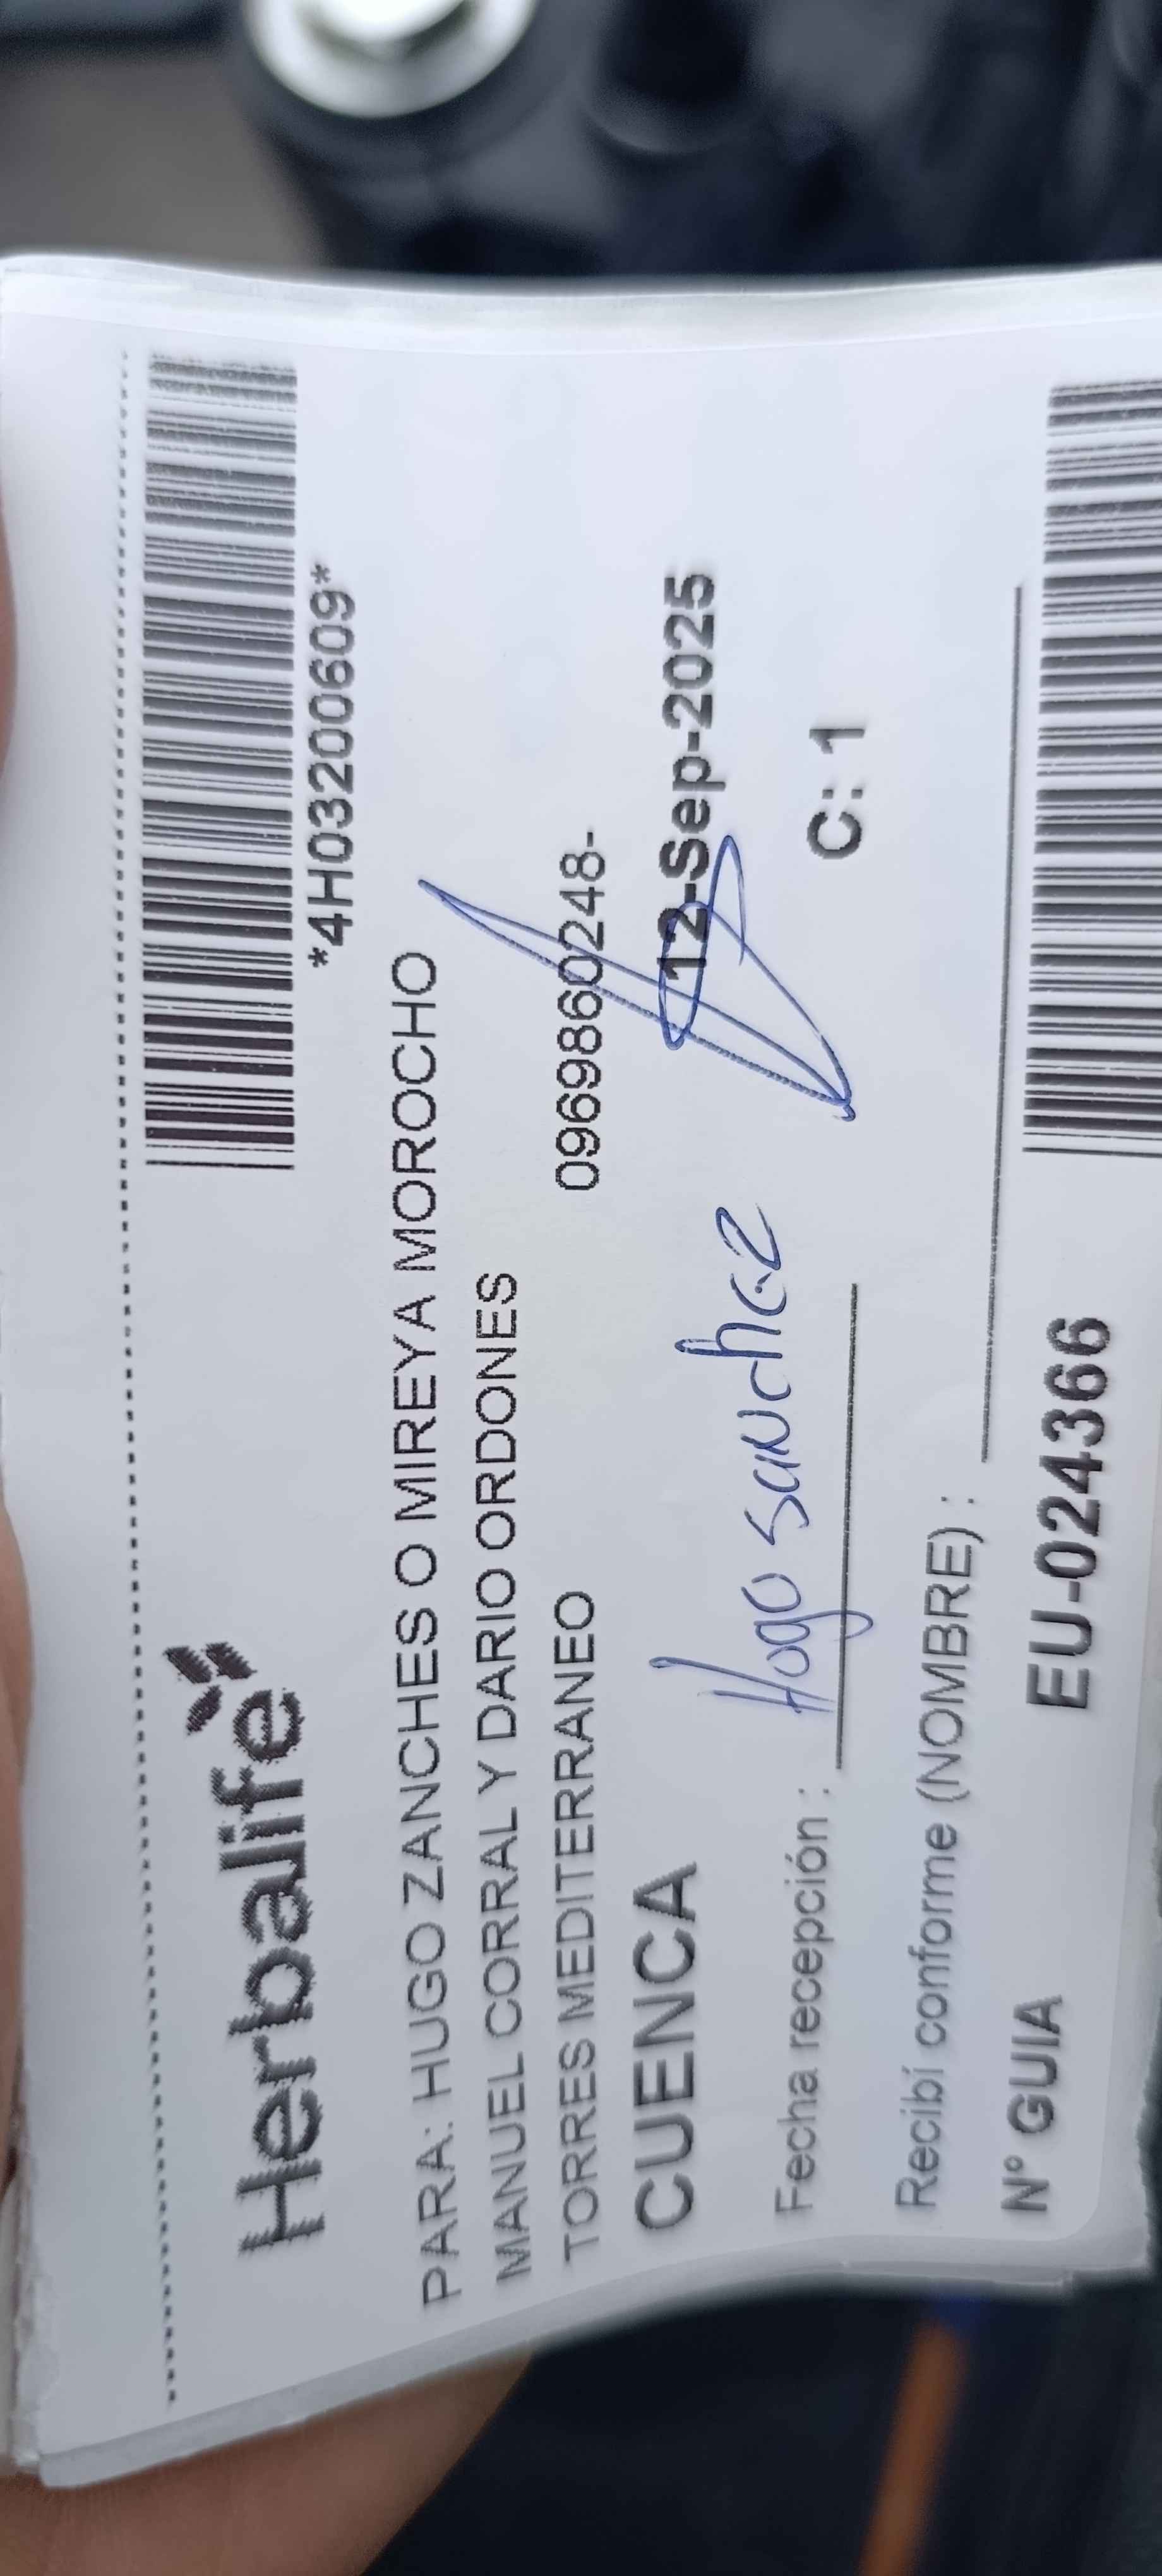 Herbalife
*4H03200609*
PARA: HUGO ZANCHES O MIREYA MOROCHO
MANUEL CORRAL Y DARIO ORDONES
TORRES MEDITERRANEO 0969860248-
CUENCA 12-Sep-2025
Hugo sanchez
Fecha recepción : C: 1
Recibí conforme (NOMBRE) :
N° GUIA EU-024366